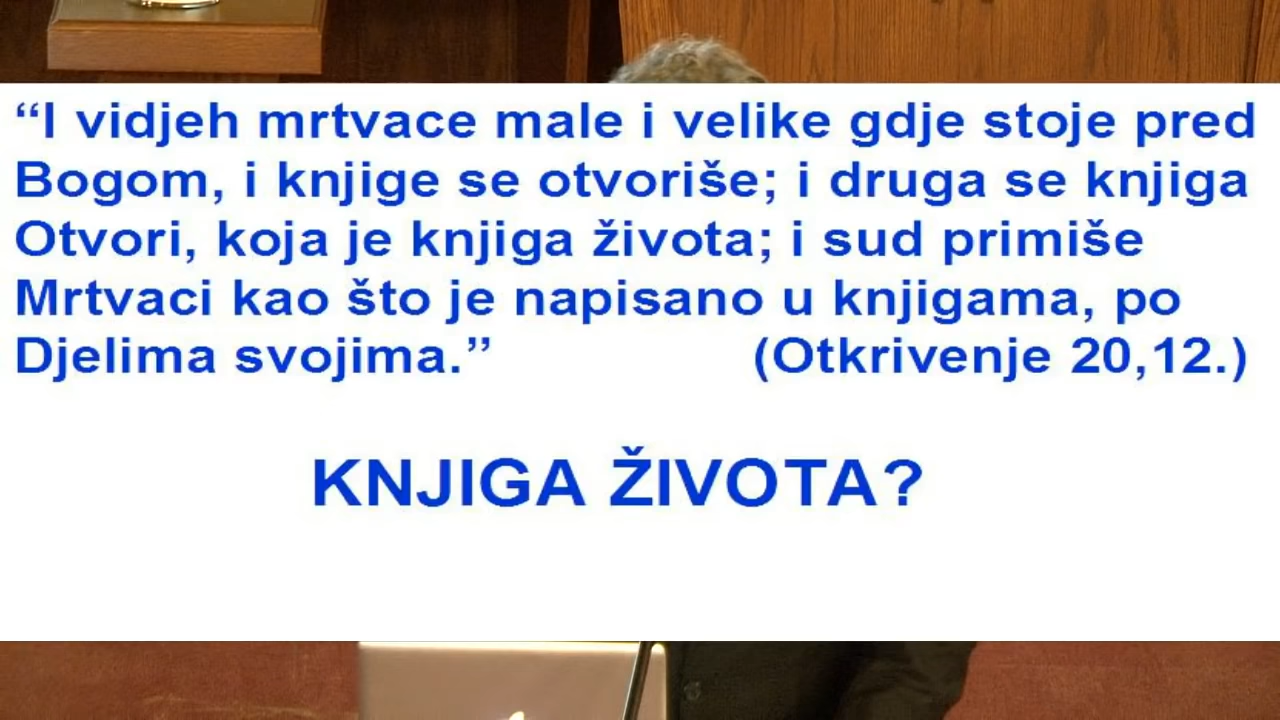 “I vidjeh mrtvace male i velike gdje stoje pred
Bogom, i knjige se otvoriše; i druga se knjiga
Otvori, koja je knjiga života; i sud primiše
Mrtvaci kao što je napisano u knjigama, po
Djelima svojima.” (Otkrivenje 20,12.)
KNJIGA ŽIVOTA?